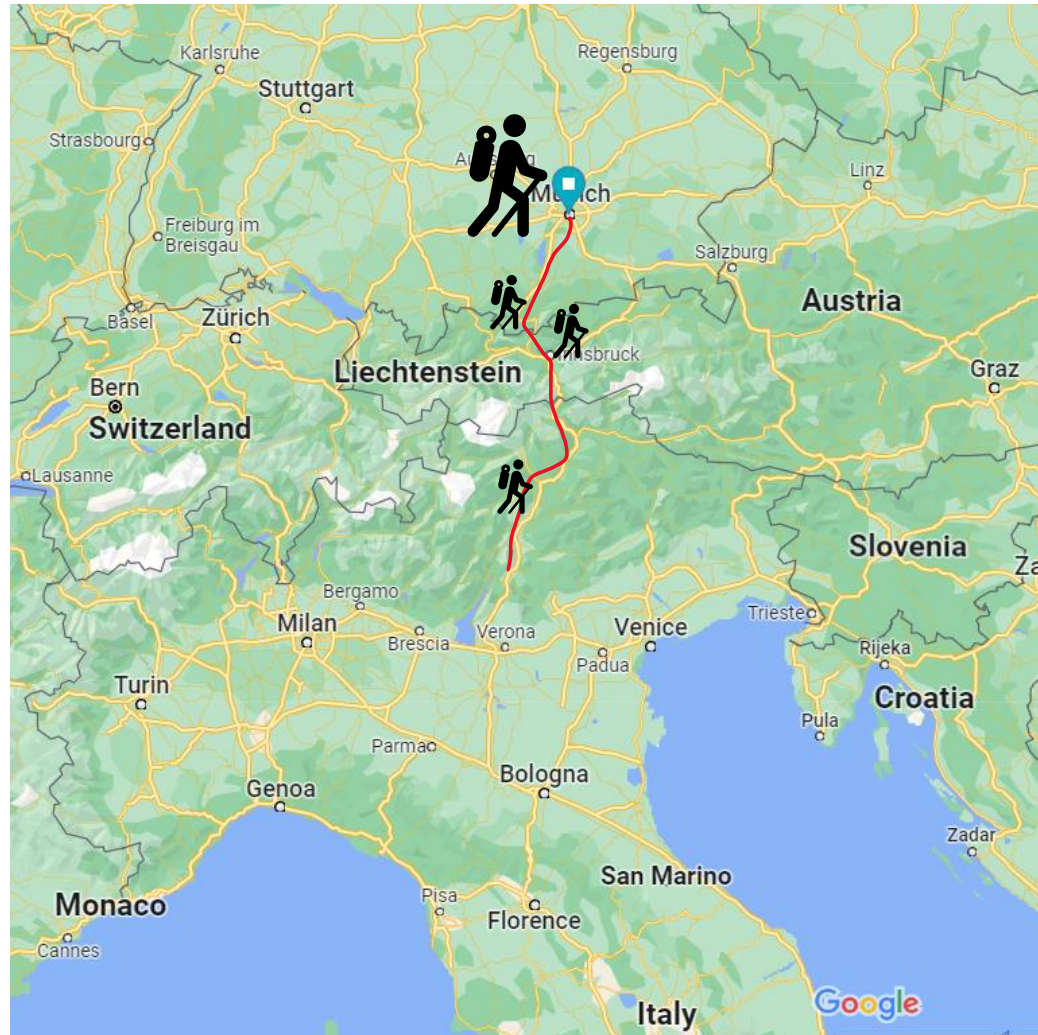 Karlsruhe
Regensburg
Stuttgart
Strasbourg
Linz
Freiburg im
Breisgau
Salzburg
Austria
Basel
Zürich
Liechtenstein
Graz
Bern
Switzerland
Lausanne
Slovenia
Bergamo
Milan
Brescia
Verona
Venice
Padua
Trieste
Rijeka
Turin
Croatia
Pula
Parma
Bologna
Genoa
Zadar
San Marino
Monaco
Pisa
Florence
Cannes
Google
Italy